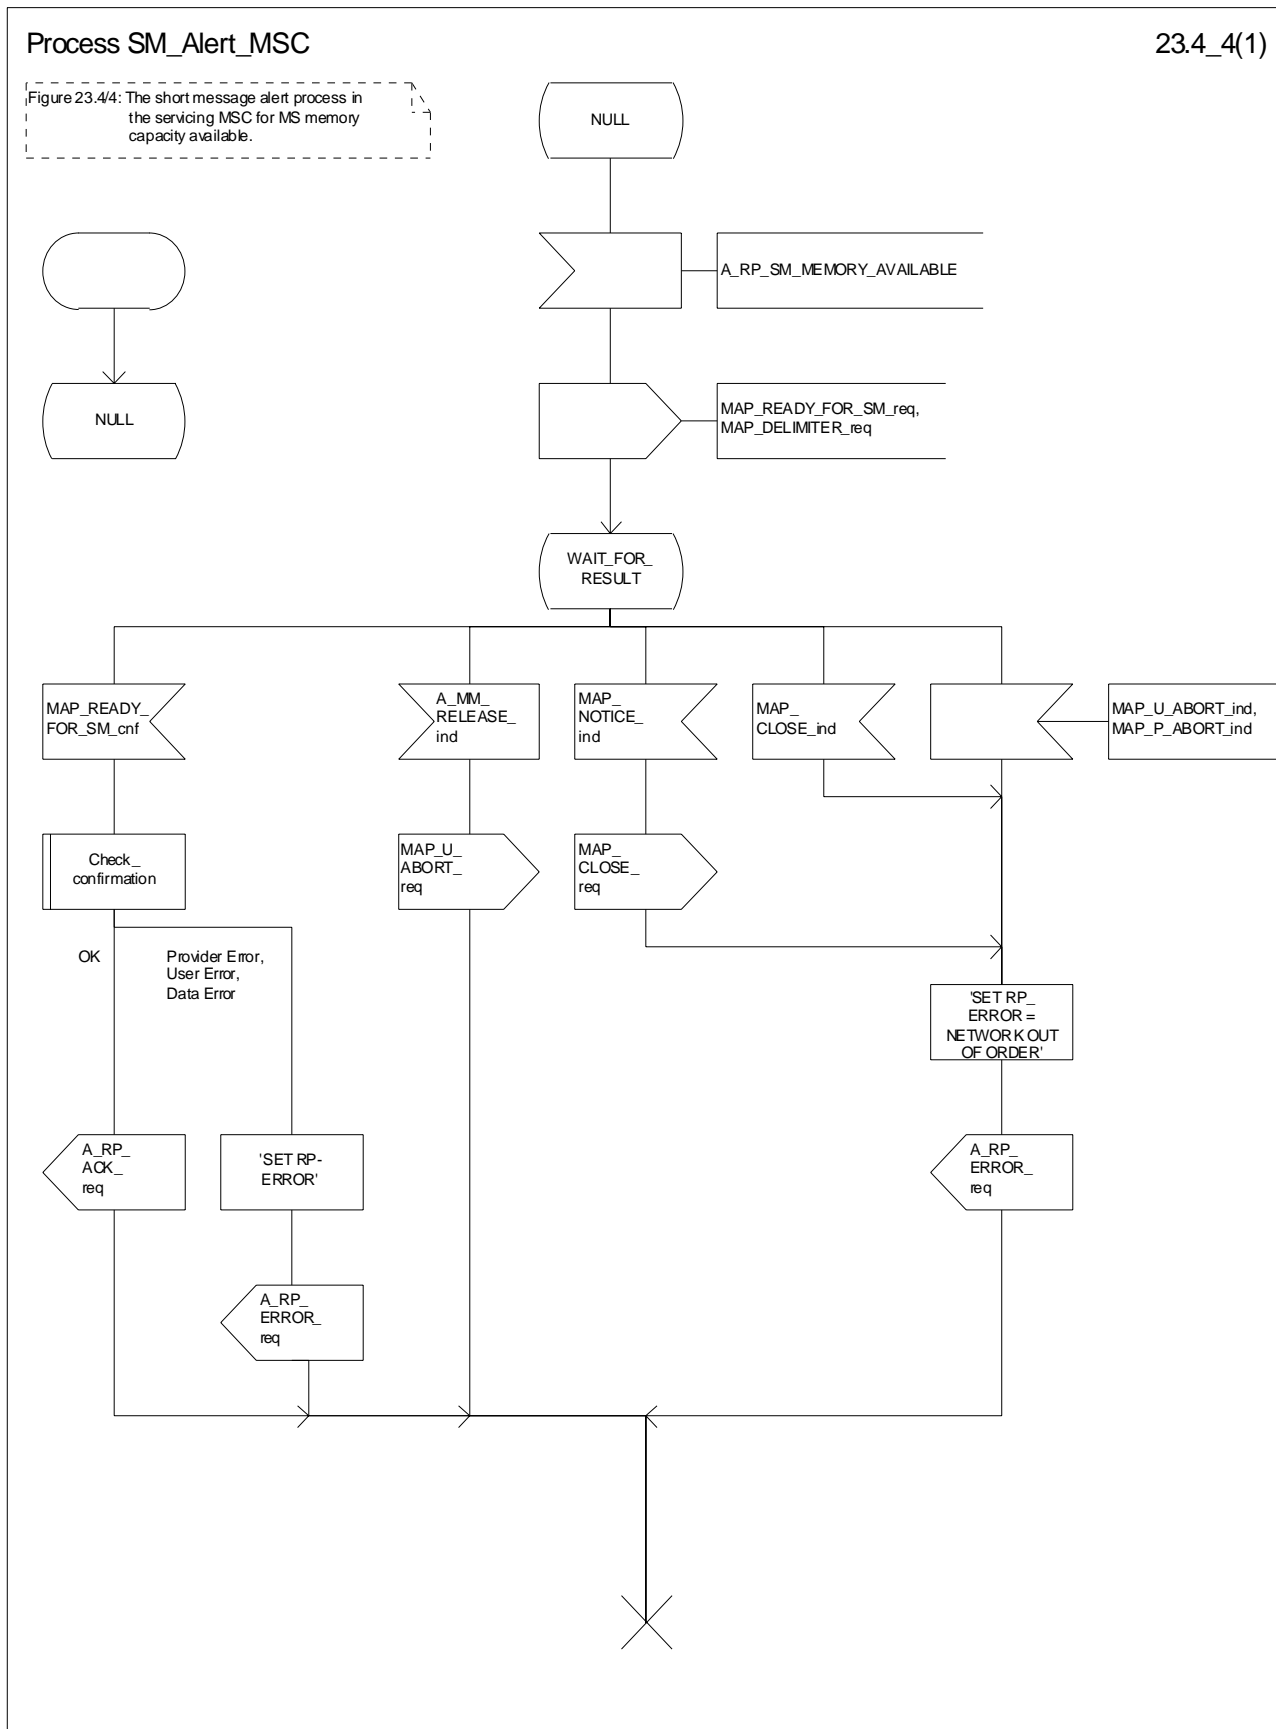 Process SM_Alert_MSC
23.4_4(1)
Figure 23.4/4: The short message alert process in
the servicing MSC for MS memory
capacity available.
NULL
A_RP_SM_MEMORY_AVAILABLE
NULL
MAP_READY_FOR_SM_req,
MAP_DELIMITER_req
WAIT_FOR_
RESULT
MAP_READY_
FOR_SM_cnf
A_MM_
RELEASE_
ind
MAP_
NOTICE_
ind
MAP_
CLOSE_ind
MAP_U_ABORT_ind,
MAP_P_ABORT_ind
Check_
confirmation
MAP_U_
ABORT_
req
MAP_
CLOSE_
req
OK
Provider Error,
User Error,
Data Error
'SET RP_
ERROR =
NETWORK OUT
OF ORDER'
A_RP_
ACK_
req
'SET RP-
ERROR'
A_RP_
ERROR_
req
A_RP_
ERROR_
req